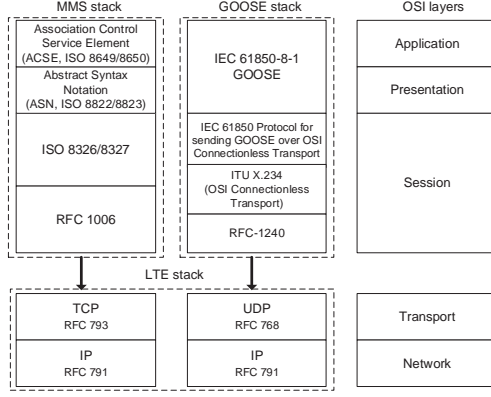 MMS stack
GOOSE stack
OSI layers
Association Control
Service Element
(ACSE, ISO 8649/8650)
Abstract Syntax
Notation
(ASN, ISO 8822/8823)
ISO 8326/8327
RFC 1006
IEC 61850-8-1
GOOSE
IEC 61850 Protocol for
sending GOOSE over OSI
Connectionless Transport
ITU X.234
(OSI Connectionless
Transport)
RFC-1240
Application
Presentation
Session
LTE stack
TCP
RFC 793
UDP
RFC 768
Transport
IP
RFC 791
IP
RFC 791
Network